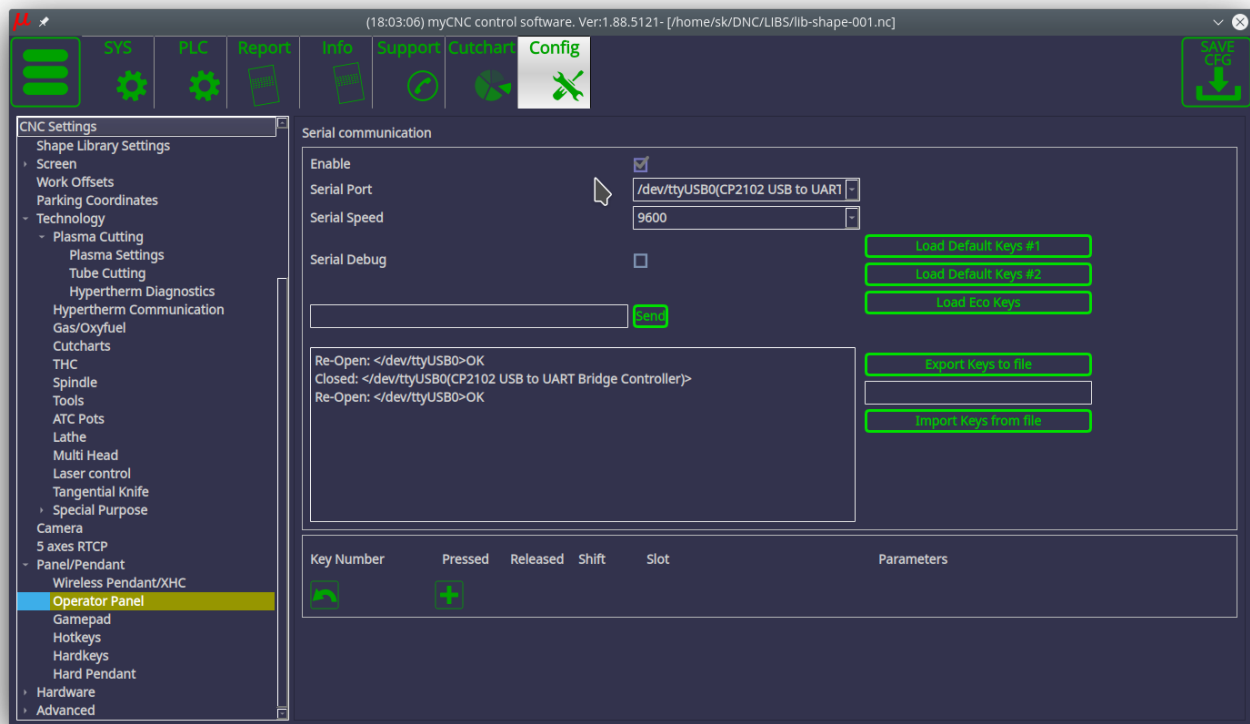 μ (18:03:06) myCNC control software. Ver:1.88.5121- [/home/sk/DNC/LIBS/lib-shape-001.nc]
SYS PLC Report Info Support Cutchart Config SAVE CFG
CNC Settings
Shape Library Settings
Screen
Work Offsets
Parking Coordinates
Technology
Plasma Cutting
Plasma Settings
Tube Cutting
Hypertherm Diagnostics
Hypertherm Communication
Gas/Oxyfuel
Cutcharts
THC
Spindle
Tools
ATC Pots
Lathe
Multi Head
Laser control
Tangential Knife
Special Purpose
Camera
5 axes RTCP
Panel/Pendant
Wireless Pendant/XHC
Operator Panel
Gamepad
Hotkeys
Hardkeys
Hard Pendant
Hardware
Advanced
Serial communication
Enable
Serial Port /dev/ttyUSB0(CP2102 USB to UART
Serial Speed 9600
Load Default Keys #1
Serial Debug
Load Default Keys #2
Load Eco Keys
Send
Re-Open: </dev/ttyUSB0>OK
Closed: </dev/ttyUSB0(CP2102 USB to UART Bridge Controller)>
Re-Open: </dev/ttyUSB0>OK
Export Keys to file
Import Keys from file
Key Number Pressed Released Shift Slot Parameters